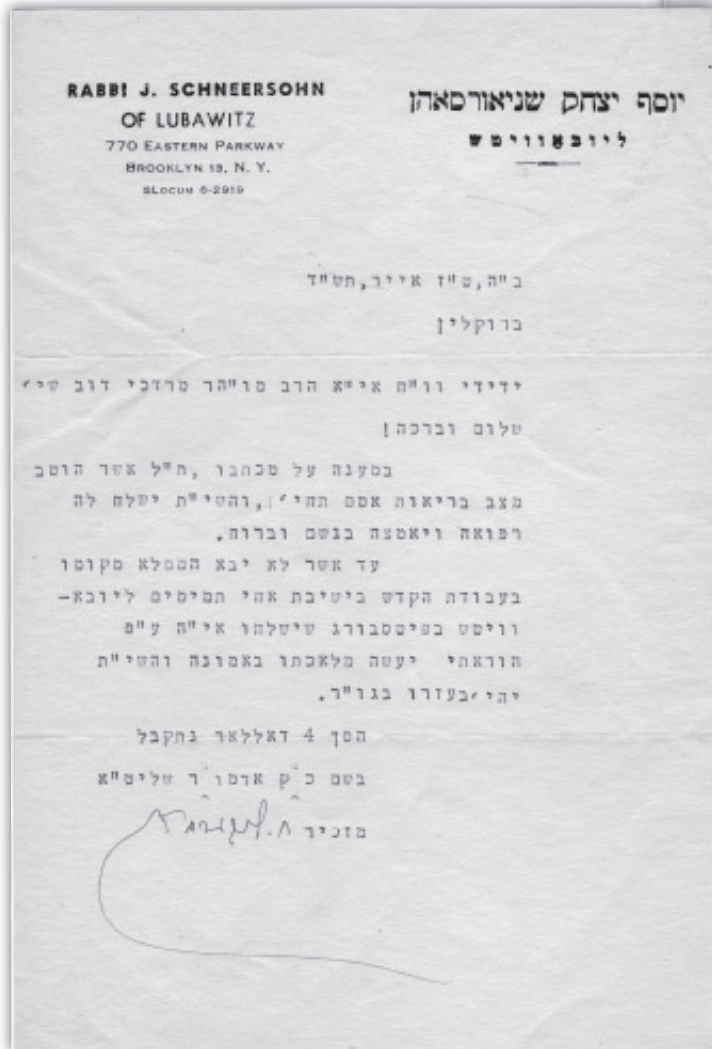 RABBI J. SCHNEERSOHN
OF LUBAWITZ
770 EASTERN PARKWAY
BROOKLYN 13, N. Y.
SLOCUM 6-2919
יוסף יצחק שניאורסאהן
ליובאוויטש
ב"ה, ט"ז אייר, תש"ד
ברוקלין
ידידי וו"ח אי"א הרב מו"הר מרדכי דוב שי'
שלום וברכה!
במענה על מכתבו, ת"ל אשר הוטב
מצב בריאות אמם תחי', והשי"ת ישלח לה
רפואה ויאמצה בגשם וברוח.
עד אשר לא יבא הממלא מקומו
בעבודת הקדש בישיבת אחי תמימים ליובא-
וויטש בפיטסבורג שישלחו אי"ה ע"פ
הוראתי יעשה מלאכתו באמונה והשי"ת
יהי' בעזרו בגו"ר.
הסך 4 דאללאר נתקבל
בשם כ"ק אדמו"ר שליט"א
מזכיר